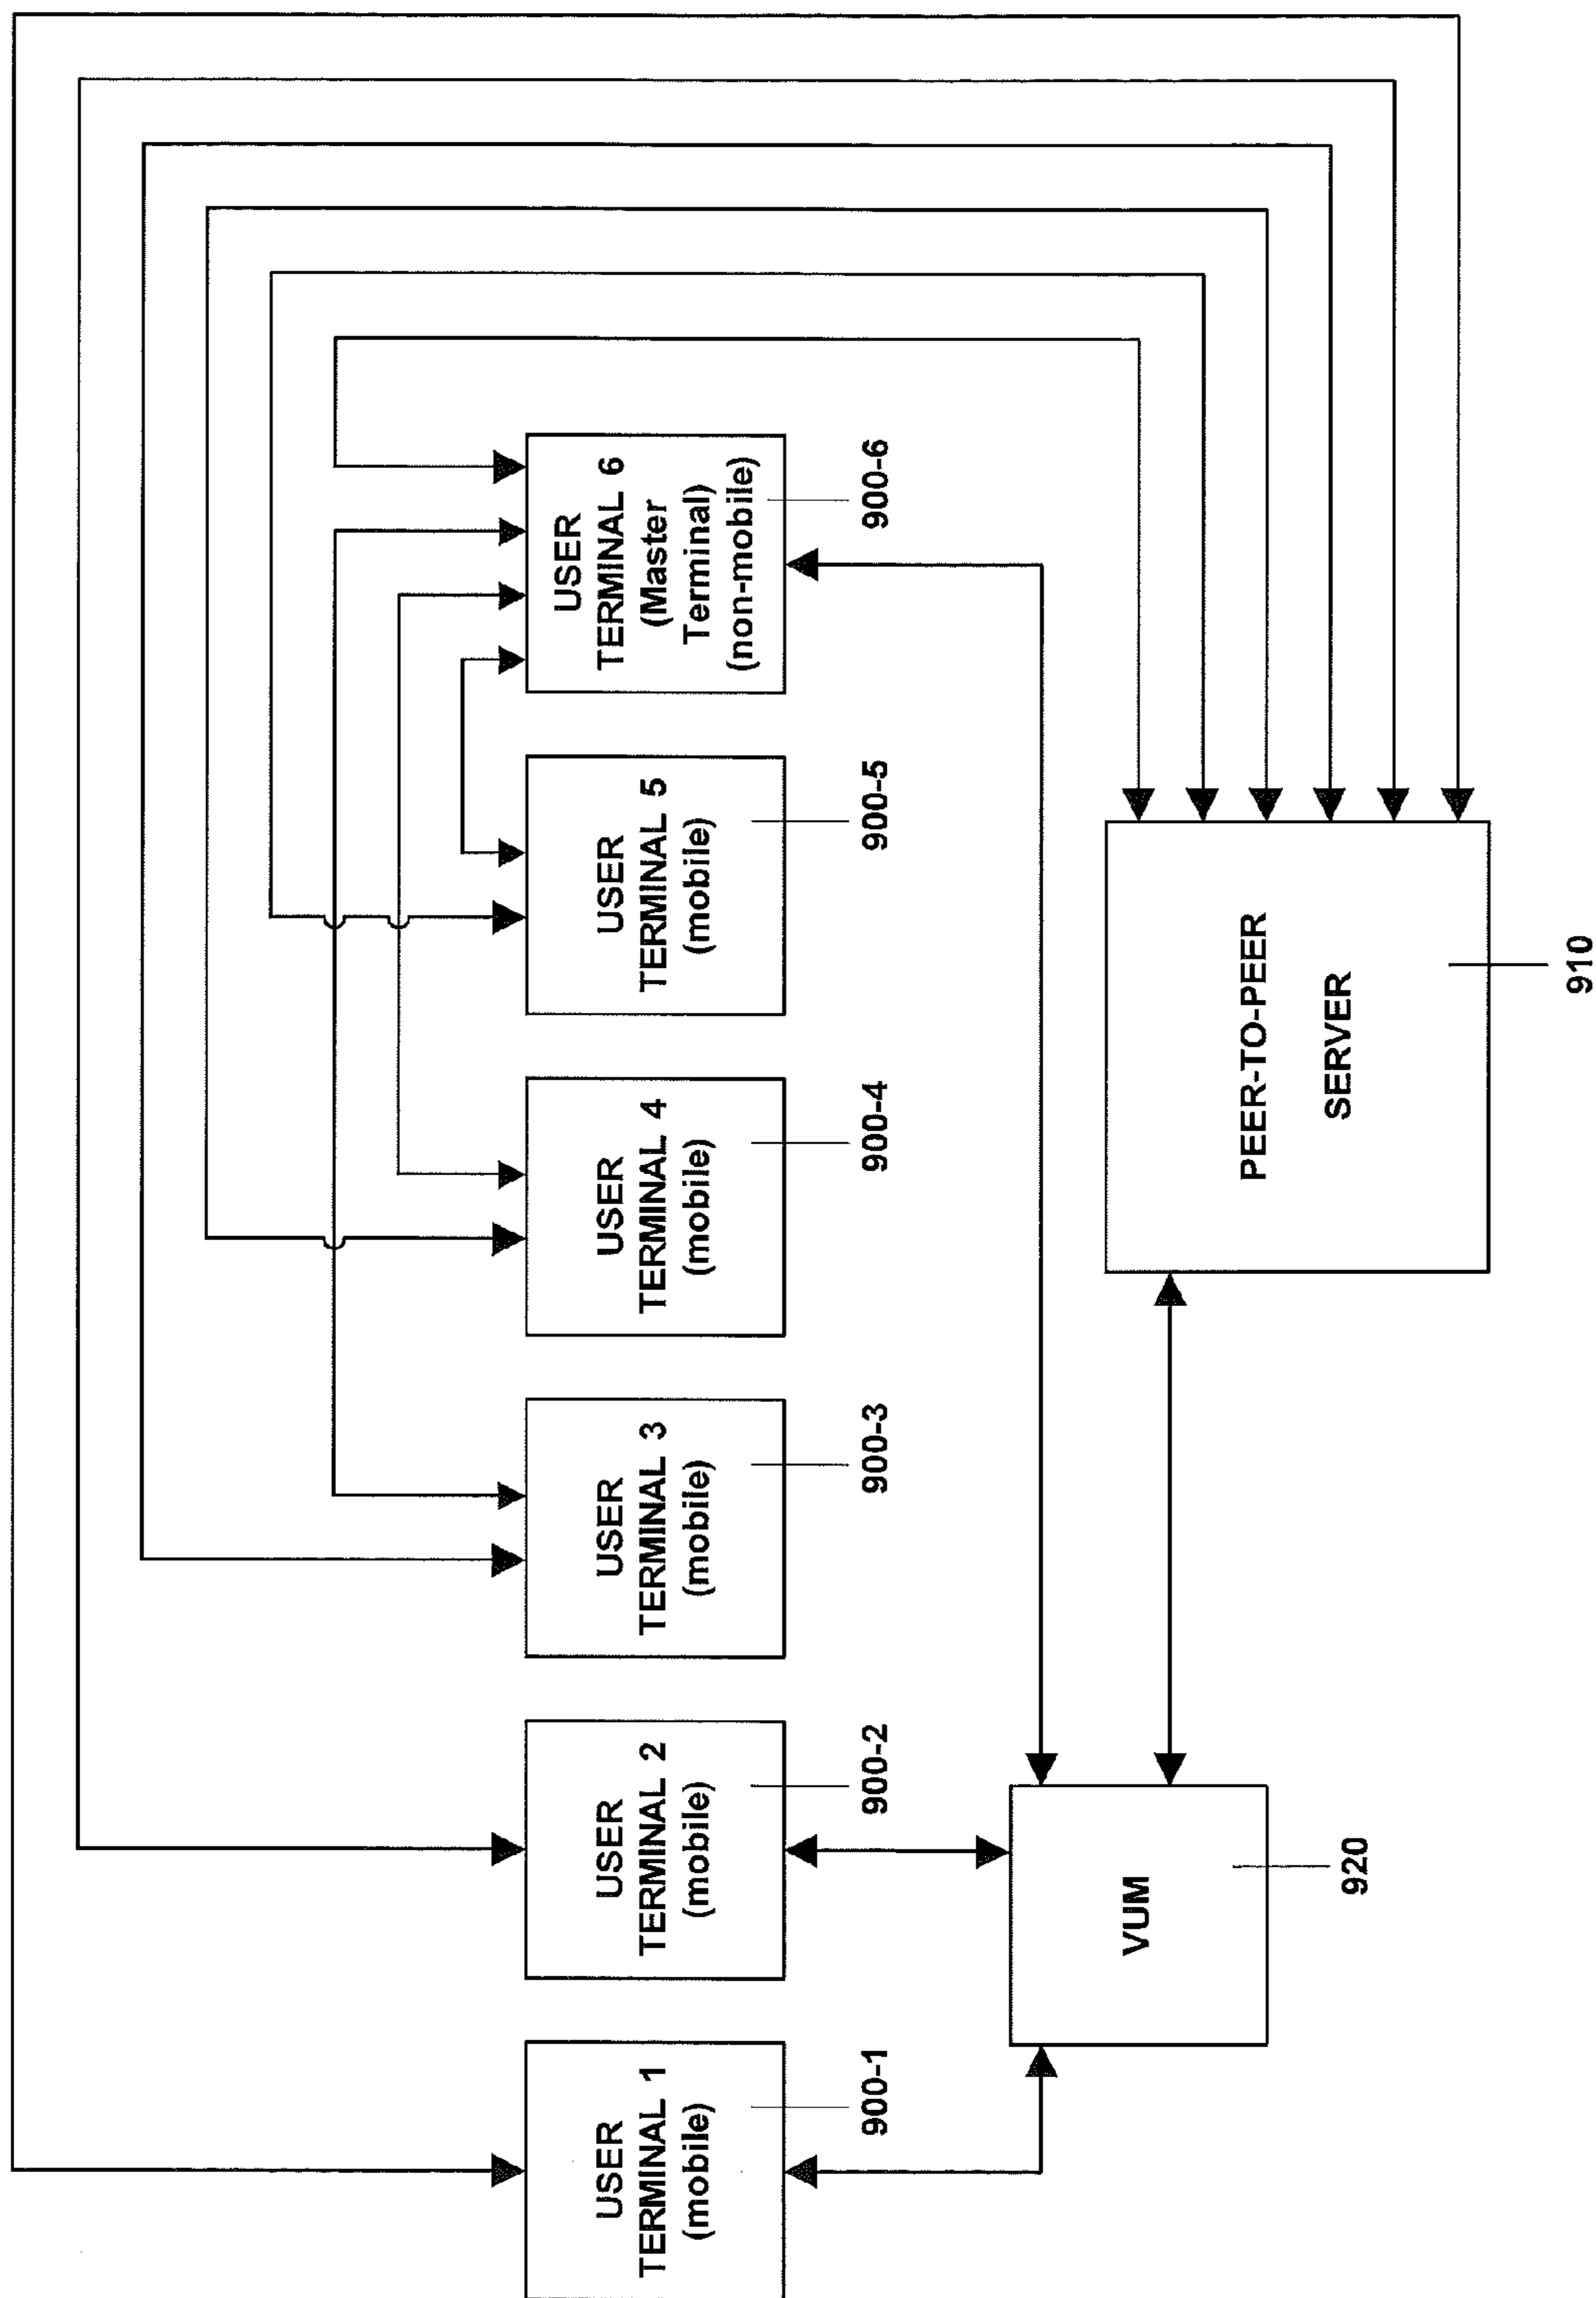 USER
TERMINAL 1
(mobile)
900-1
USER
TERMINAL 2
(mobile)
900-2
USER
TERMINAL 3
(mobile)
900-3
USER
TERMINAL 4
(mobile)
900-4
USER
TERMINAL 5
(mobile)
900-5
USER
TERMINAL 6
(Master
Terminal)
(non-mobile)
900-6
VUM
920
PEER-TO-PEER
SERVER
910